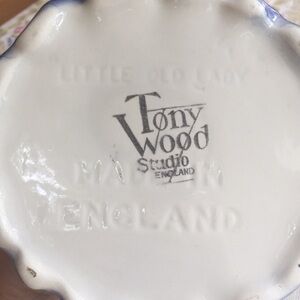 LITTLE OLD LADY
Tony
Wood
Studio
ENGLAND
MADE IN
ENGLAND